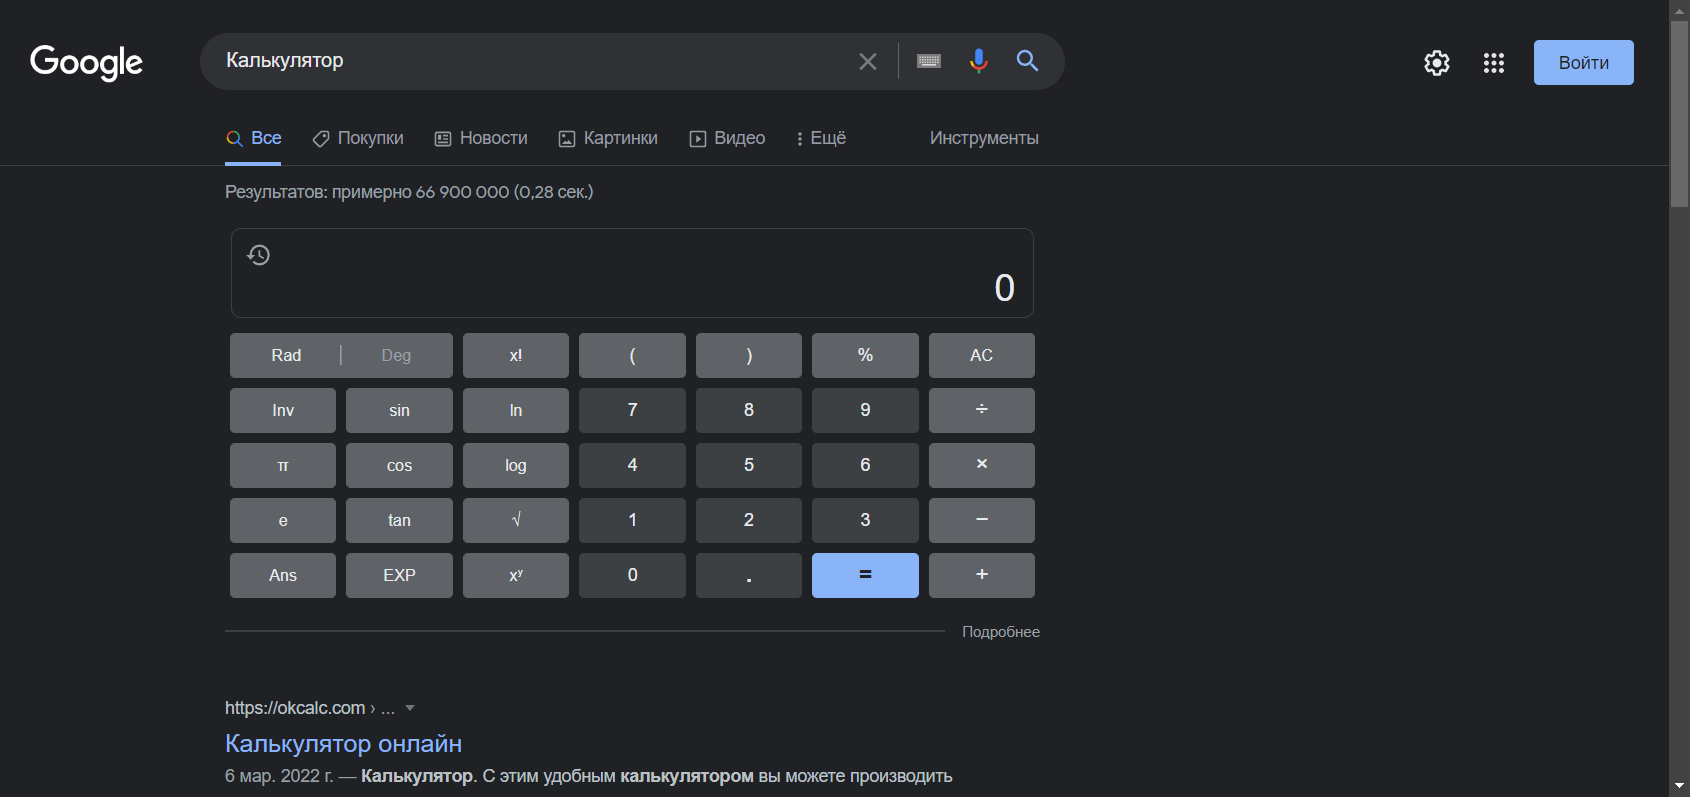 Google
Калькулятор
Войти
Все Покупки Новости Картинки Видео Ещё Инструменты
Результатов: примерно 66 900 000 (0,28 сек.)
0
Rad | Deg x! ( ) % AC
Inv sin ln 7 8 9 ÷
π cos log 4 5 6 ×
e tan √ 1 2 3 −
Ans EXP xʸ 0 . = +
Подробнее
https://okcalc.com › ...
Калькулятор онлайн
6 мар. 2022 г. — Калькулятор. С этим удобным калькулятором вы можете производить